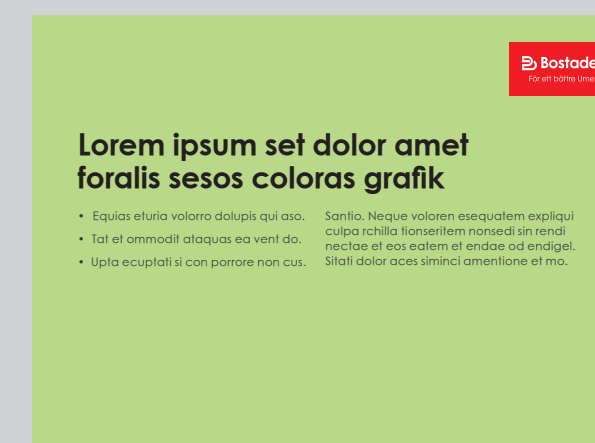 Bostade
För ett bättre Ume
Lorem ipsum set dolor amet
foralis sesos coloras grafik
• Equias eturia volorro dolupis qui aso.
• Tat et ommodit ataquas ea vent do.
• Upta ecuptati si con porrore non cus.
Santio. Neque voloren esequatem expliqui
culpa rchilla tionseritem nonsedi sin rendi
nectae et eos eatem et endae od endigel.
Sitati dolor aces siminci amentione et mo.